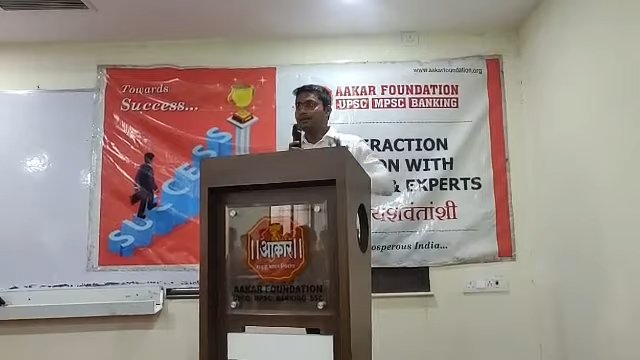 www.aakarfoundation.org
Towards
Success...
AAKAR FOUNDATION
UPSC MPSC BANKING
ERACTION
ON WITH
& EXPERTS
यशवंतांशी
SUCCESS
osperous India...
आकार
AAKAR FOUNDATION
UPSC MPSC BANKING SSC